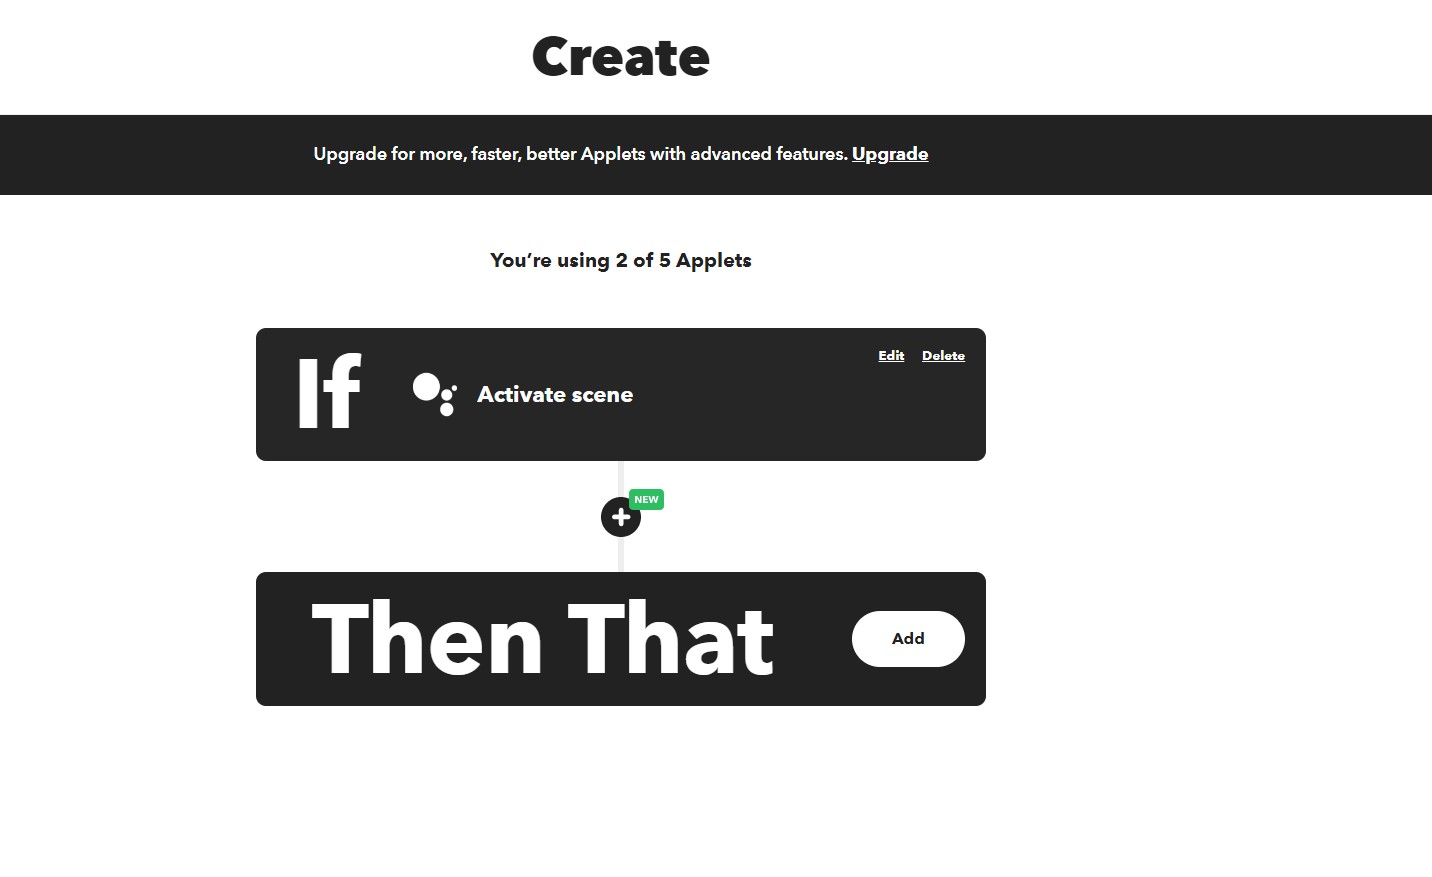 Create
Upgrade for more, faster, better Applets with advanced features. Upgrade
You’re using 2 of 5 Applets
If
Activate scene
Edit Delete
NEW
Then That
Add